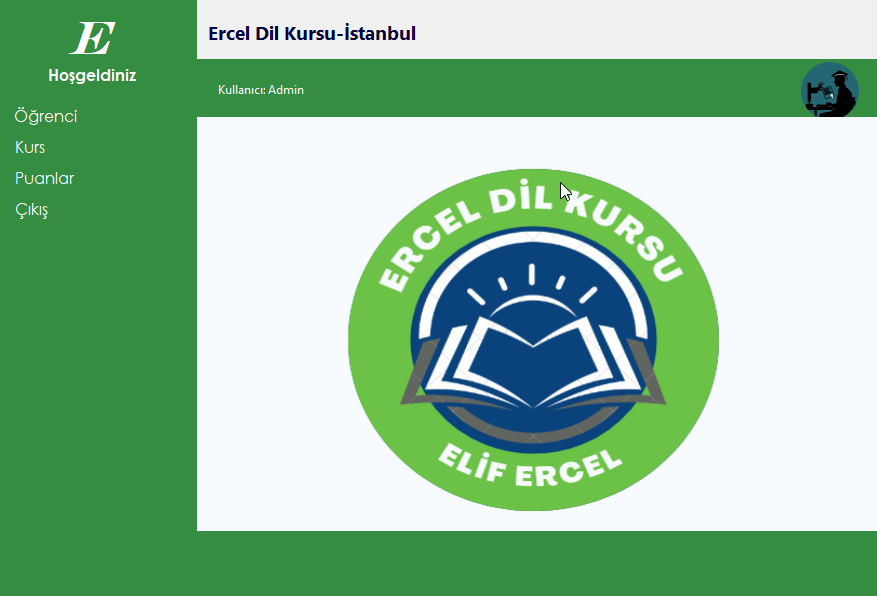 E
Hoşgeldiniz
Öğrenci
Kurs
Puanlar
Çıkış
Ercel Dil Kursu-İstanbul
Kullanıcı: Admin
ERCEL DİL KURSU
ELİF ERCEL